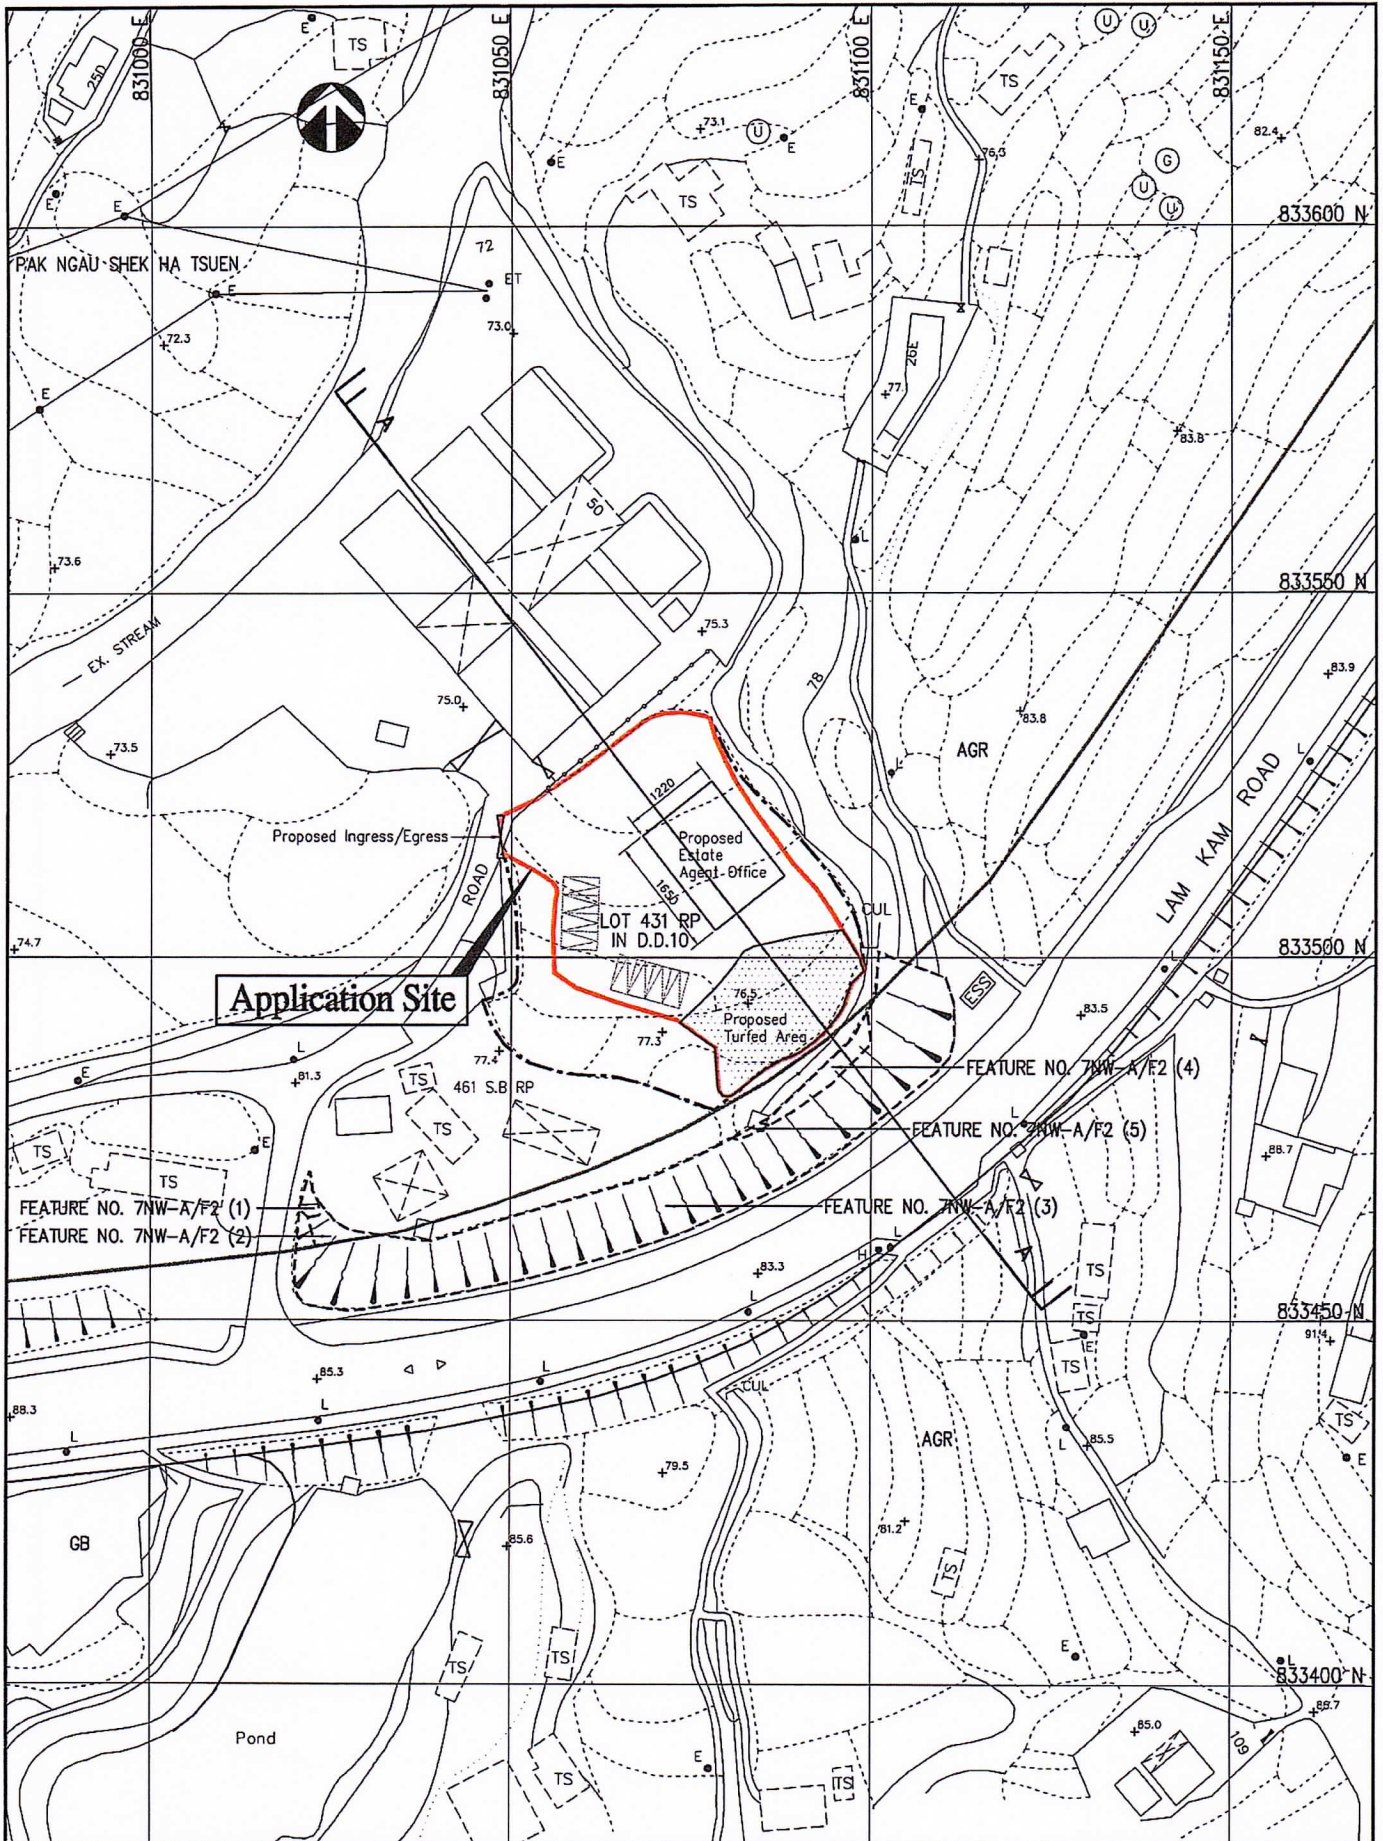 831000 E
831050 E
831100 E
831150 E
25D
E
TS
TS
U
U
73.1
U
E
E
76.3
82.4
G
U
U
E
E
E
TS
TS
833600 N
PAK NGAU SHEK HA TSUEN
72
ET
E
73.0
72.3
26E
77
E
A
83.8
50
L
73.6
833550 N
EX. STREAM
75.3
78
83.9
75.0
83.8
73.5
AGR
L
L
LAM KAM ROAD
1220
Proposed Ingress/Egress
Proposed
Estate
Agent Office
1650
ROAD
LOT 431 RP
IN D.D.10
CUL
74.7
833500 N
L
Application Site
ESS
76.5
83.5
Proposed
Turfed Area
77.3
L
77.4
E
81.3
TS
461 S.B RP
FEATURE NO. 7NW-A/F2 (4)
L
TS
FEATURE NO. 7NW-A/F2 (5)
TS
E
88.7
TS
FEATURE NO. 7NW-A/F2 (1)
FEATURE NO. 7NW-A/F2 (3)
FEATURE NO. 7NW-A/F2 (2)
L
H
A
83.3
TS
L
TS
833450 N
E
91.4
TS
85.3
L
CUL
88.3
L
TS
L
AGR
L
85.5
E
79.5
81.2
GB
85.6
TS
E
TS
TS
L
833400 N
85.0
Pond
109
E
TS
TS